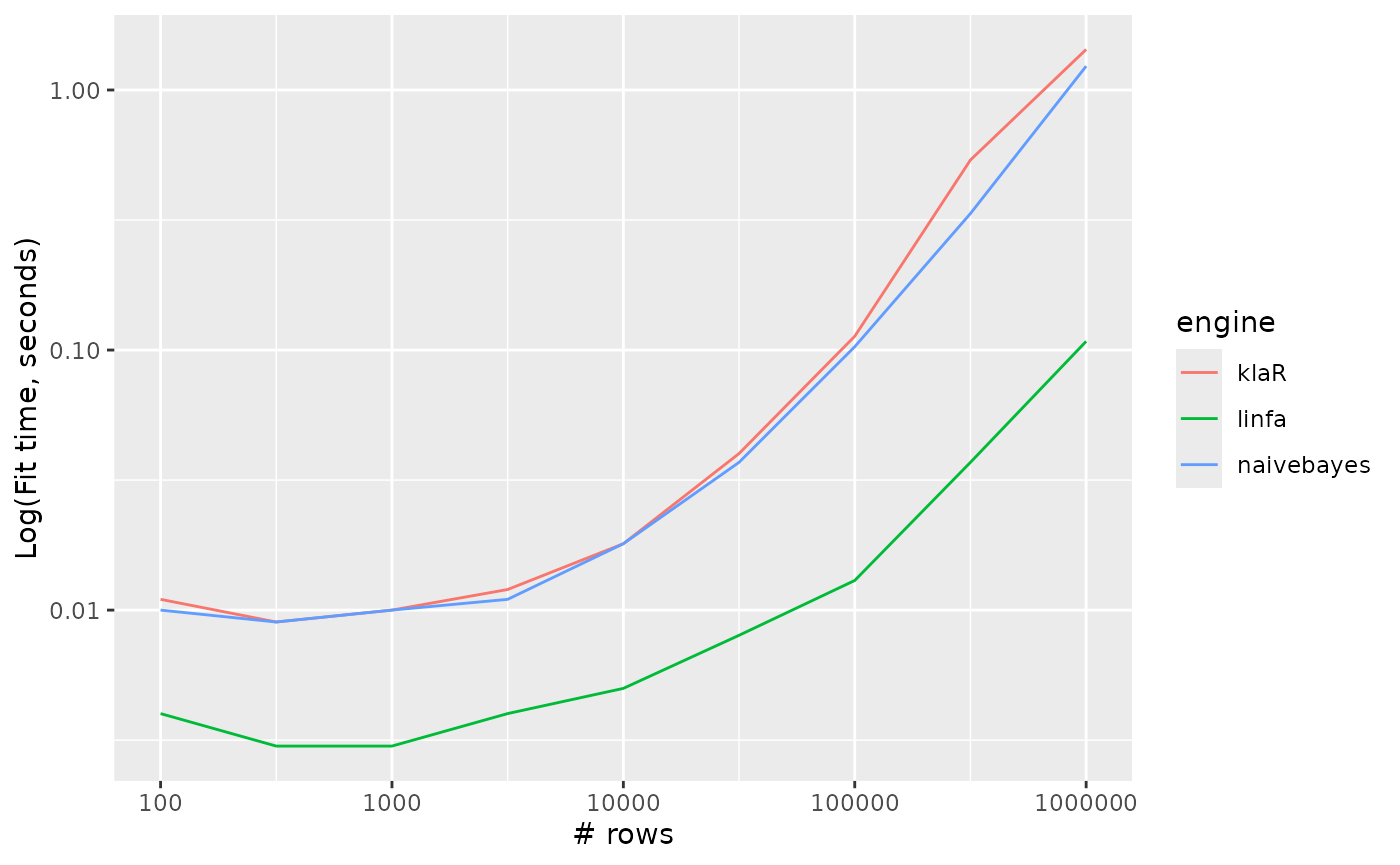 Log(Fit time, seconds)
1.00
0.10
0.01
100 1000 10000 100000 1000000
# rows
engine
klaR
linfa
naivebayes